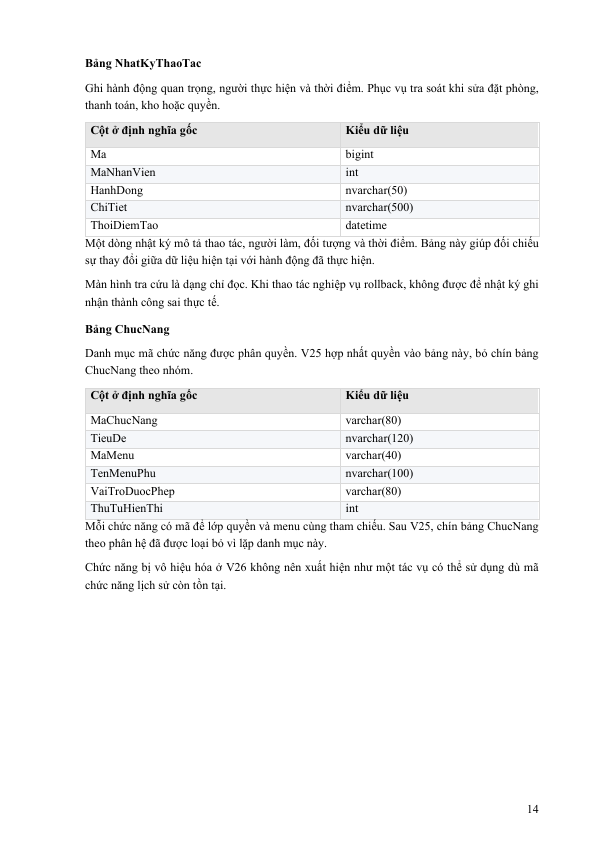 Bảng NhatKyThaoTac
Ghi hành động quan trọng, người thực hiện và thời điểm. Phục vụ tra soát khi sửa đặt phòng,
thanh toán, kho hoặc quyền.
Cột ở định nghĩa gốc Kiểu dữ liệu
Ma bigint
MaNhanVien int
HanhDong nvarchar(50)
ChiTiet nvarchar(500)
ThoiDiemTao datetime
Một dòng nhật ký mô tả thao tác, người làm, đối tượng và thời điểm. Bảng này giúp đối chiếu
sự thay đổi giữa dữ liệu hiện tại với hành động đã thực hiện.
Màn hình tra cứu là dạng chỉ đọc. Khi thao tác nghiệp vụ rollback, không được để nhật ký ghi
nhận thành công sai thực tế.
Bảng ChucNang
Danh mục mã chức năng được phân quyền. V25 hợp nhất quyền vào bảng này, bỏ chín bảng
ChucNang theo nhóm.
Cột ở định nghĩa gốc Kiểu dữ liệu
MaChucNang varchar(80)
TieuDe nvarchar(120)
MaMenu varchar(40)
TenMenuPhu nvarchar(100)
VaiTroDuocPhep varchar(80)
ThuTuHienThi int
Mỗi chức năng có mã để lớp quyền và menu cùng tham chiếu. Sau V25, chín bảng ChucNang
theo phân hệ đã được loại bỏ vì lặp danh mục này.
Chức năng bị vô hiệu hóa ở V26 không nên xuất hiện như một tác vụ có thể sử dụng dù mã
chức năng lịch sử còn tồn tại.
14